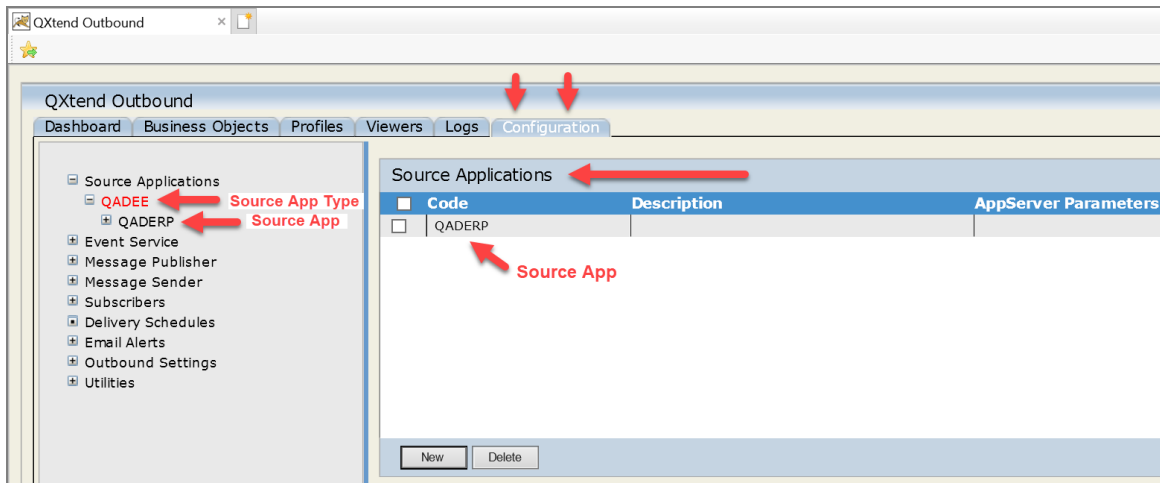 QXtend Outbound
QXtend Outbound
Dashboard Business Objects Profiles Viewers Logs Configuration
Source Applications
QADEE Source App Type
QADERP Source App
Event Service
Message Publisher
Message Sender
Subscribers
Delivery Schedules
Email Alerts
Outbound Settings
Utilities
Source Applications
Code Description AppServer Parameters
QADERP
Source App
New Delete